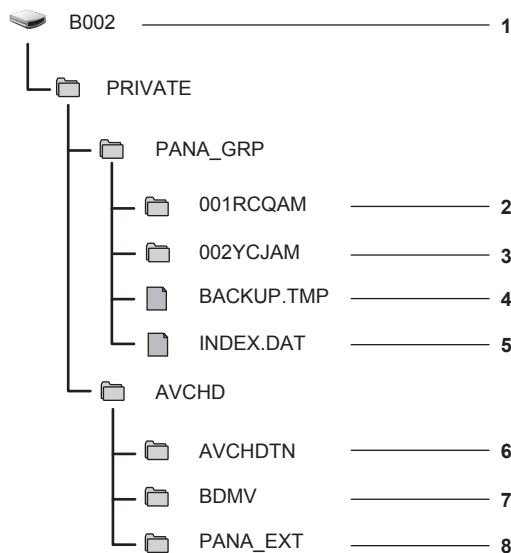 B002 1
PRIVATE
PANA_GRP
001RCQAM 2
002YCJAM 3
BACKUP.TMP 4
INDEX.DAT 5
AVCHD
AVCHDTN 6
BDMV 7
PANA_EXT 8